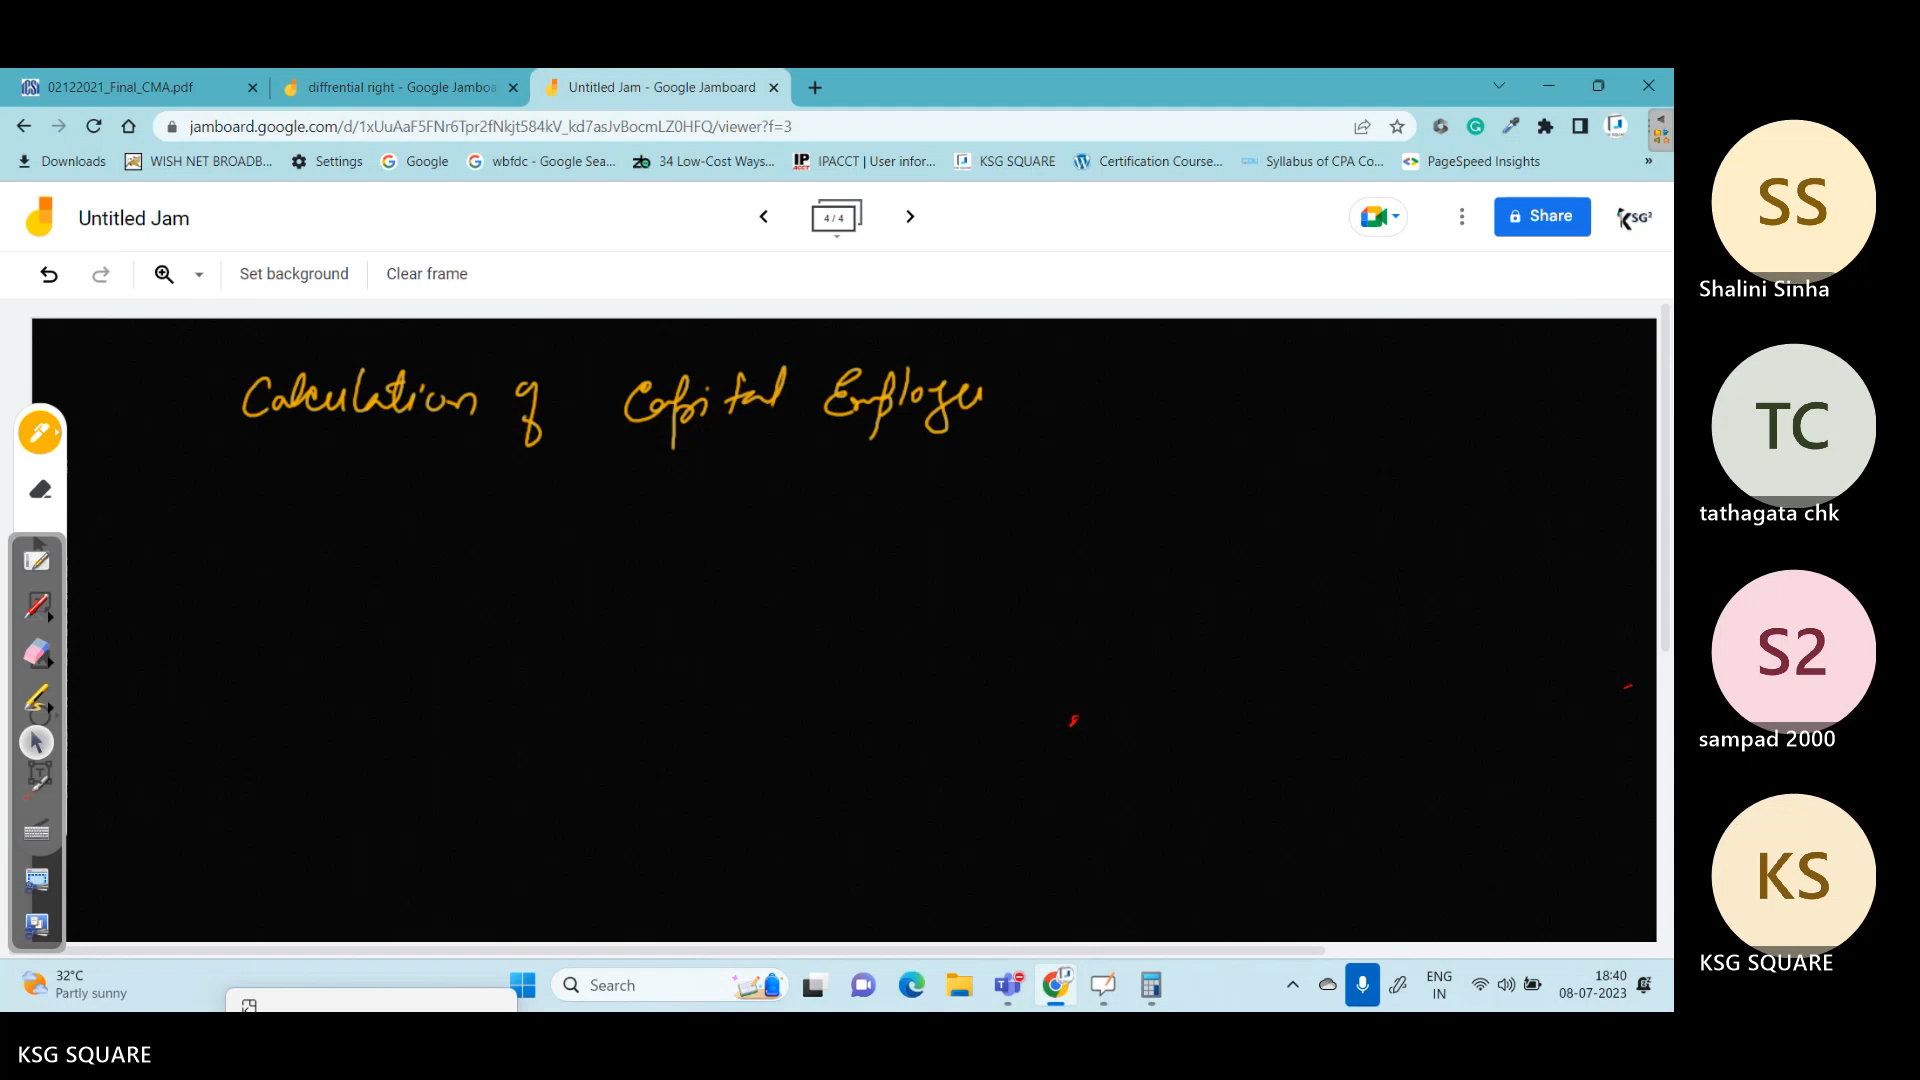 02122021_Final_CMA.pdf
diffrential right - Google Jamboa
Untitled Jam - Google Jamboard
jamboard.google.com/d/1xUuAaF5FNr6Tpr2fNkjt584kV_kd7asJvBocmLZ0HFQ/viewer?f=3
Downloads
WISH NET BROADB...
Settings
Google
wbfdc - Google Sea...
34 Low-Cost Ways...
IPACCT | User infor...
KSG SQUARE
Certification Course...
Syllabus of CPA Co...
PageSpeed Insights
Untitled Jam
4 / 4
Share
KSG²
Set background
Clear frame
Calculation of Capital Employe
SS
Shalini Sinha
TC
tathagata chk
S2
sampad 2000
KS
KSG SQUARE
32°C
Partly sunny
Search
ENG
IN
18:40
08-07-2023
KSG SQUARE